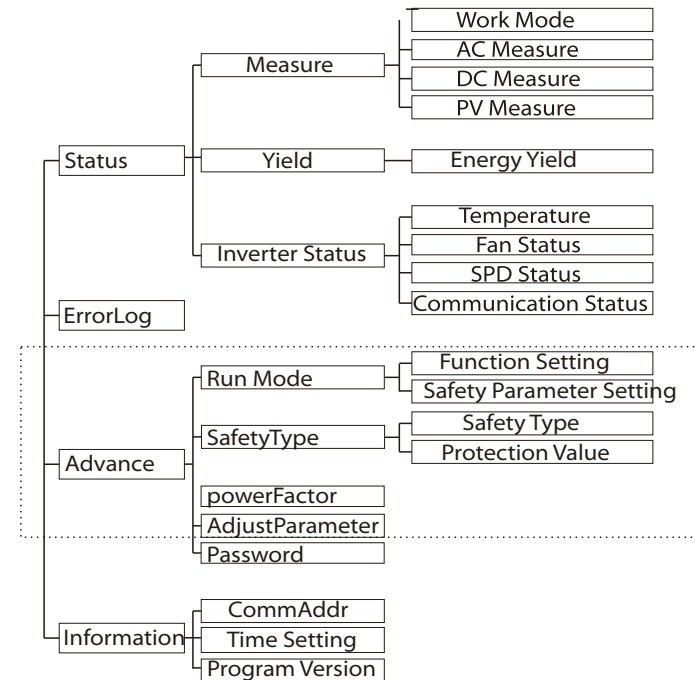 Work Mode
Measure
AC Measure
DC Measure
PV Measure
Status
Yield
Energy Yield
Temperature
Inverter Status
Fan Status
SPD Status
Communication Status
ErrorLog
Run Mode
Function Setting
Safety Parameter Setting
SafetyType
Safety Type
Protection Value
Advance
powerFactor
AdjustParameter
Password
CommAddr
Information
Time Setting
Program Version